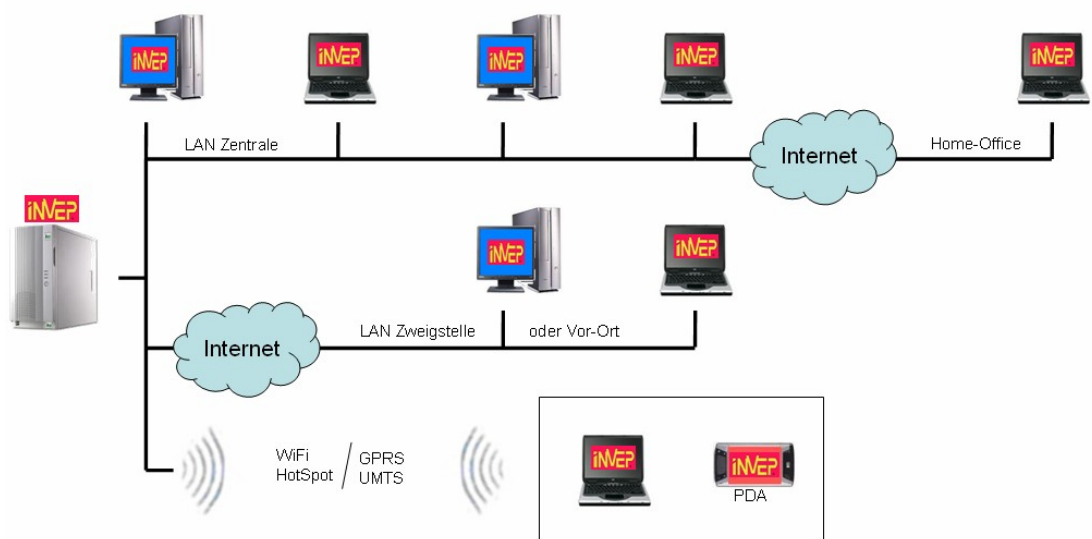 iNVEP
iNVEP
iNVEP
iNVEP
iNVEP
LAN Zentrale
Internet
Home-Office
iNVEP
iNVEP
iNVEP
Internet
LAN Zweigstelle
oder Vor-Ort
WiFi
HotSpot
/
GPRS
UMTS
iNVEP
iNVEP
PDA